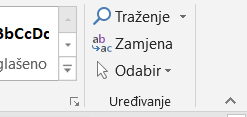 BbCcDc
Traženje
Zamjena
glašeno
Odabir
Uređivanje